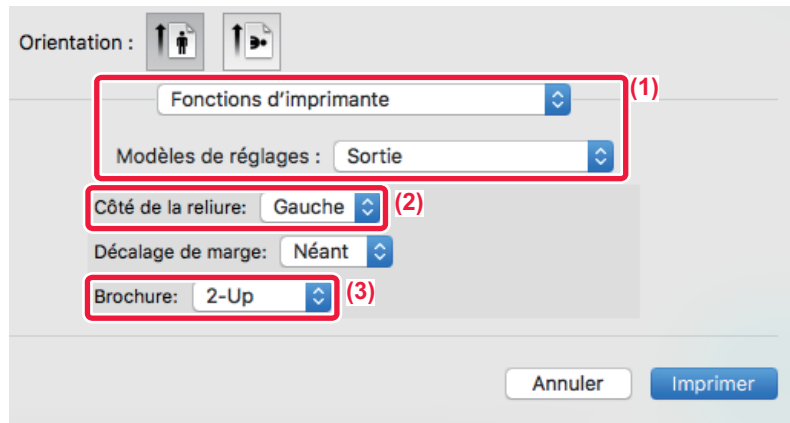 Orientation :
Fonctions d'imprimante (1)
Modèles de réglages : Sortie
Côté de la reliure: Gauche (2)
Décalage de marge: Néant
Brochure: 2-Up (3)
Annuler Imprimer